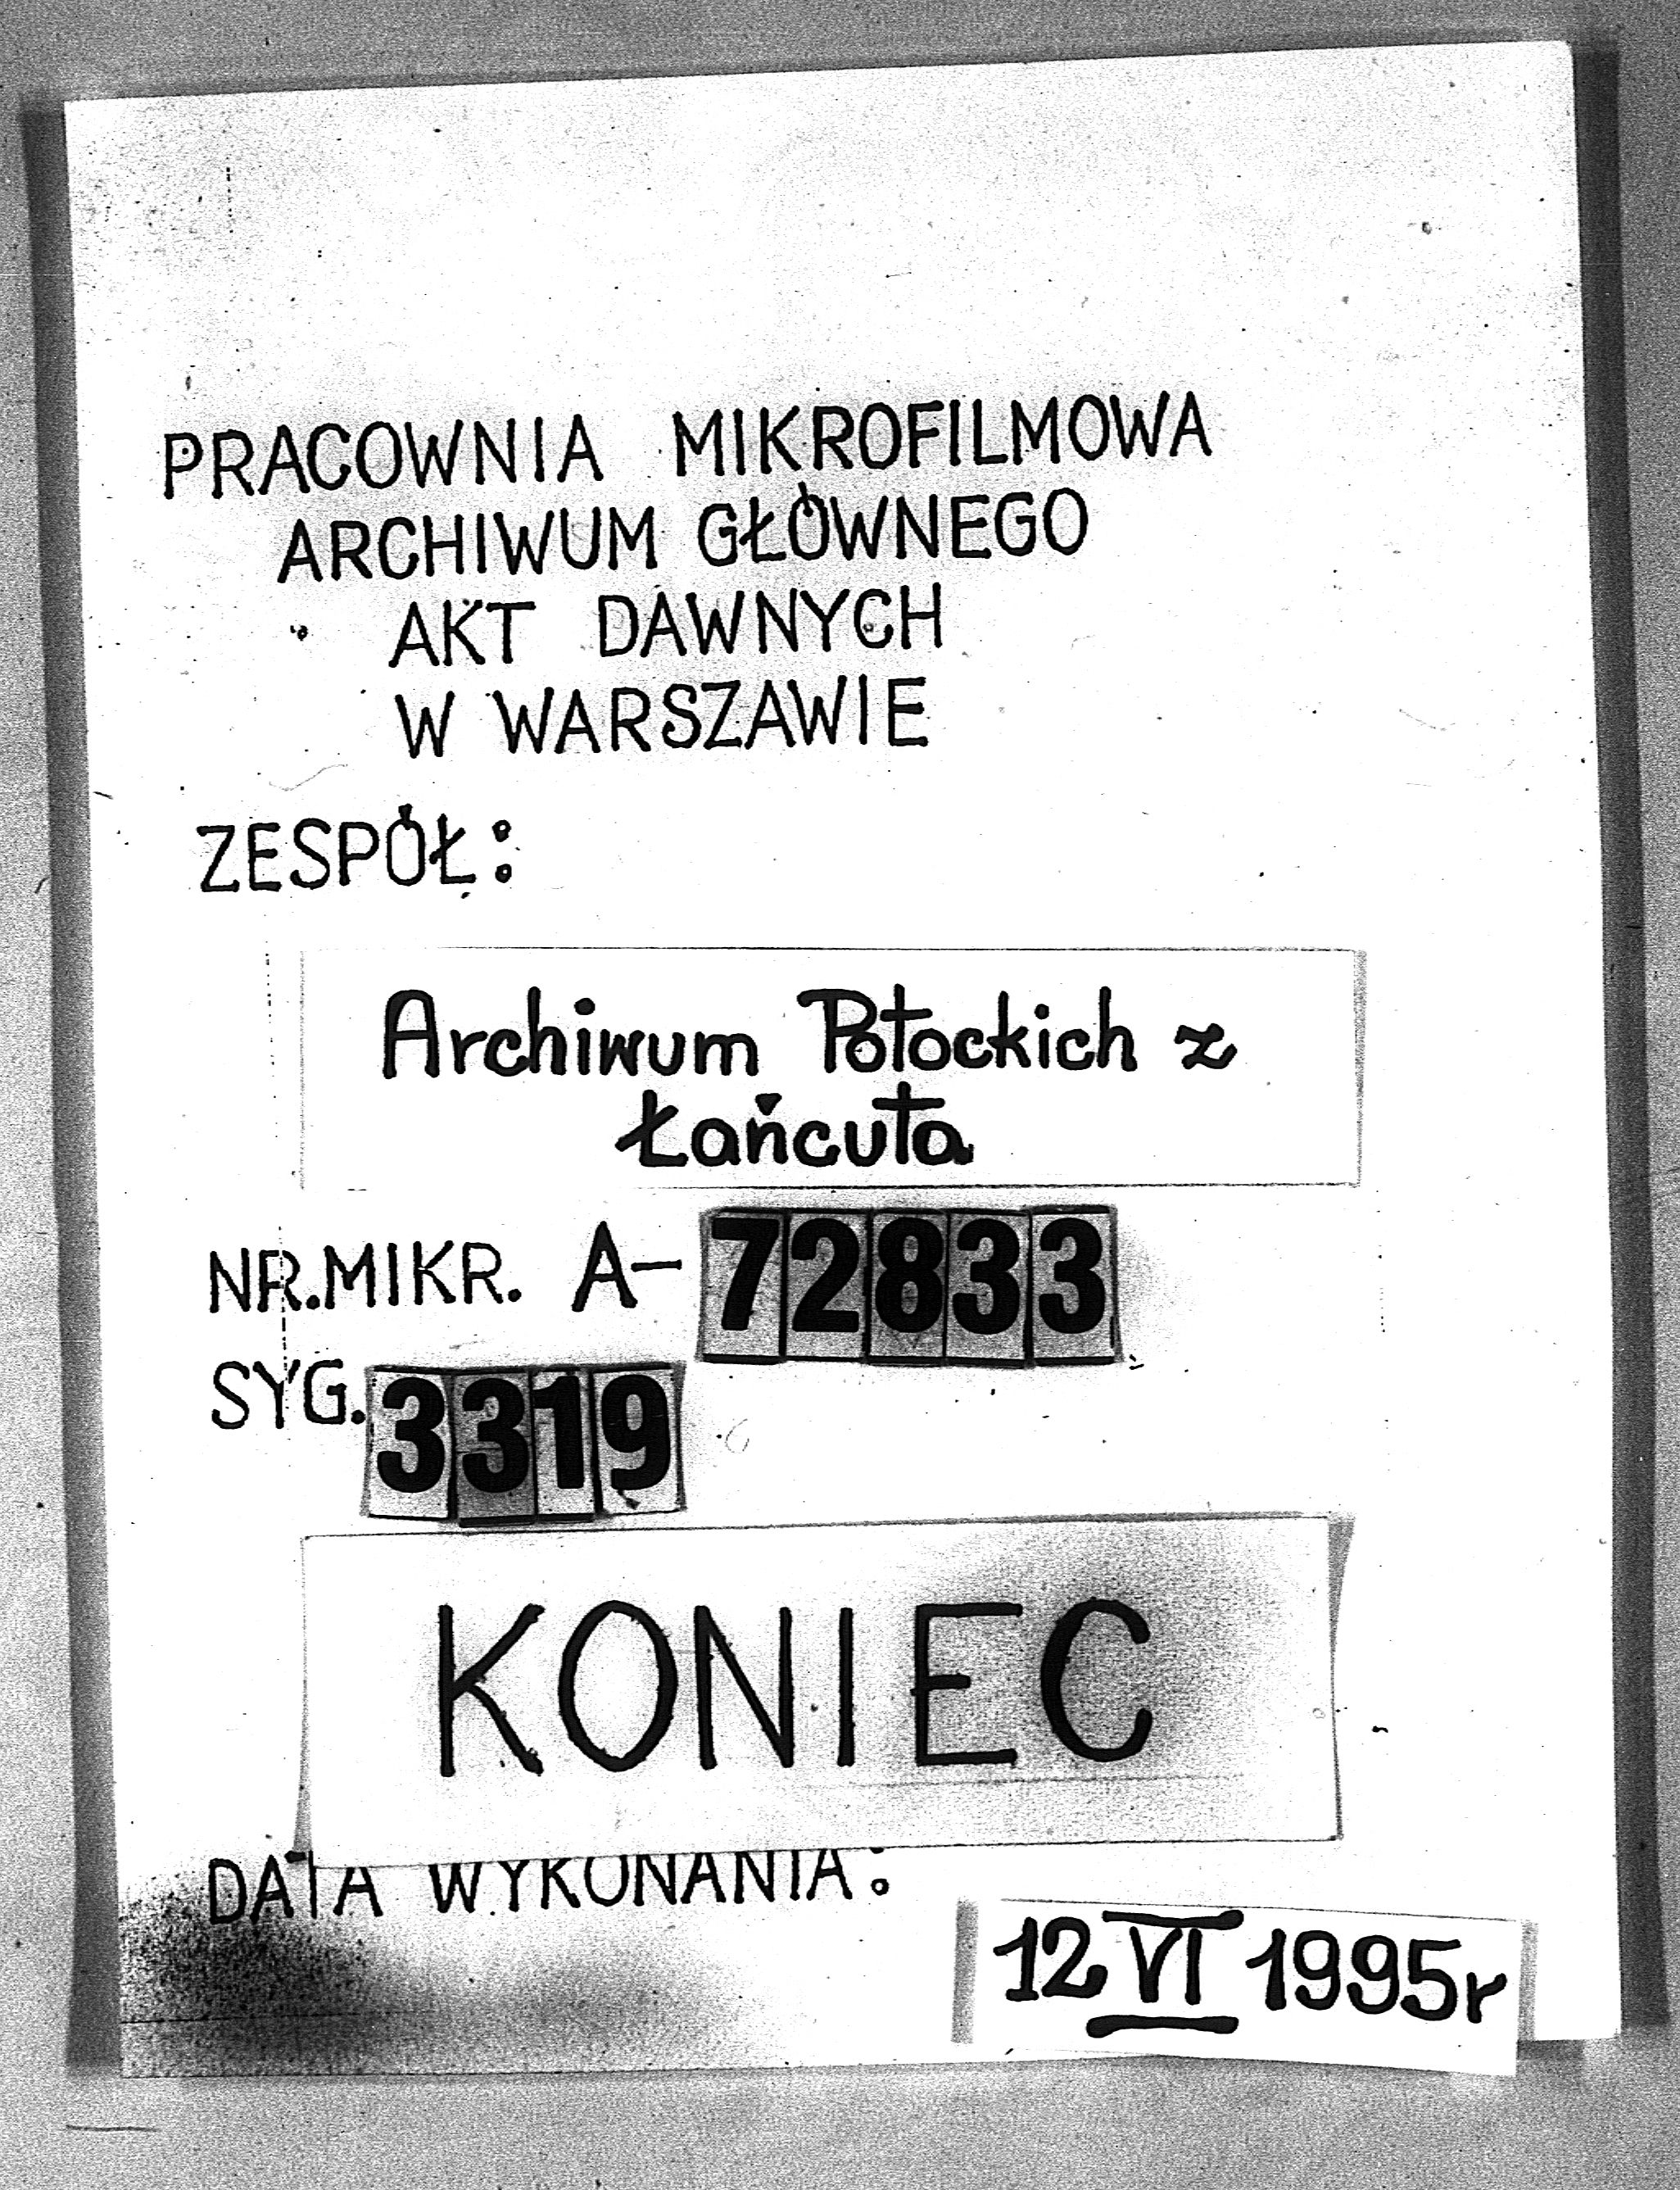 PRACOWNIA MIKROFILMOWA
ARCHIWUM GŁÓWNEGO
AKT DAWNYCH
W WARSZAWIE
ZESPÓŁ:
Archiwum Potockich z
Łańcuta
NR.MIKR. A-72833
SYG. 3319
KONIEC
DATA WYKONANIA:
12 VI 1995r